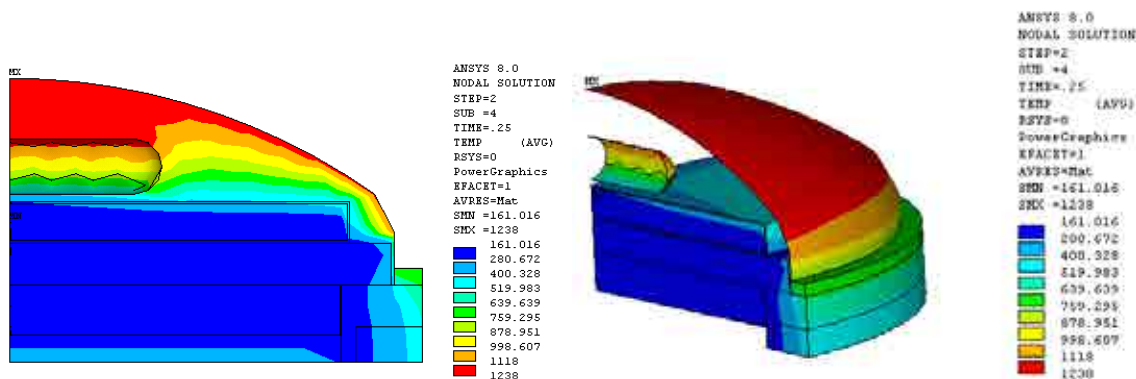 MX
MN
ANSYS 8.0
NODAL SOLUTION
STEP=2
SUB =4
TIME=.25
TEMP (AVG)
RSYS=0
PowerGraphics
EFACET=1
AVRES=Mat
SMN =161.016
SMX =1238
161.016
280.672
400.328
519.983
639.639
759.295
878.951
998.607
1118
1238
MX
ANSYS 8.0
NODAL SOLUTION
STEP=2
SUB =4
TIME=.25
TEMP (AVG)
RSYS=0
PowerGraphics
EFACET=1
AVRES=Mat
SMN =161.016
SMX =1238
161.016
280.672
400.328
519.983
639.639
759.295
878.951
998.607
1118
1238